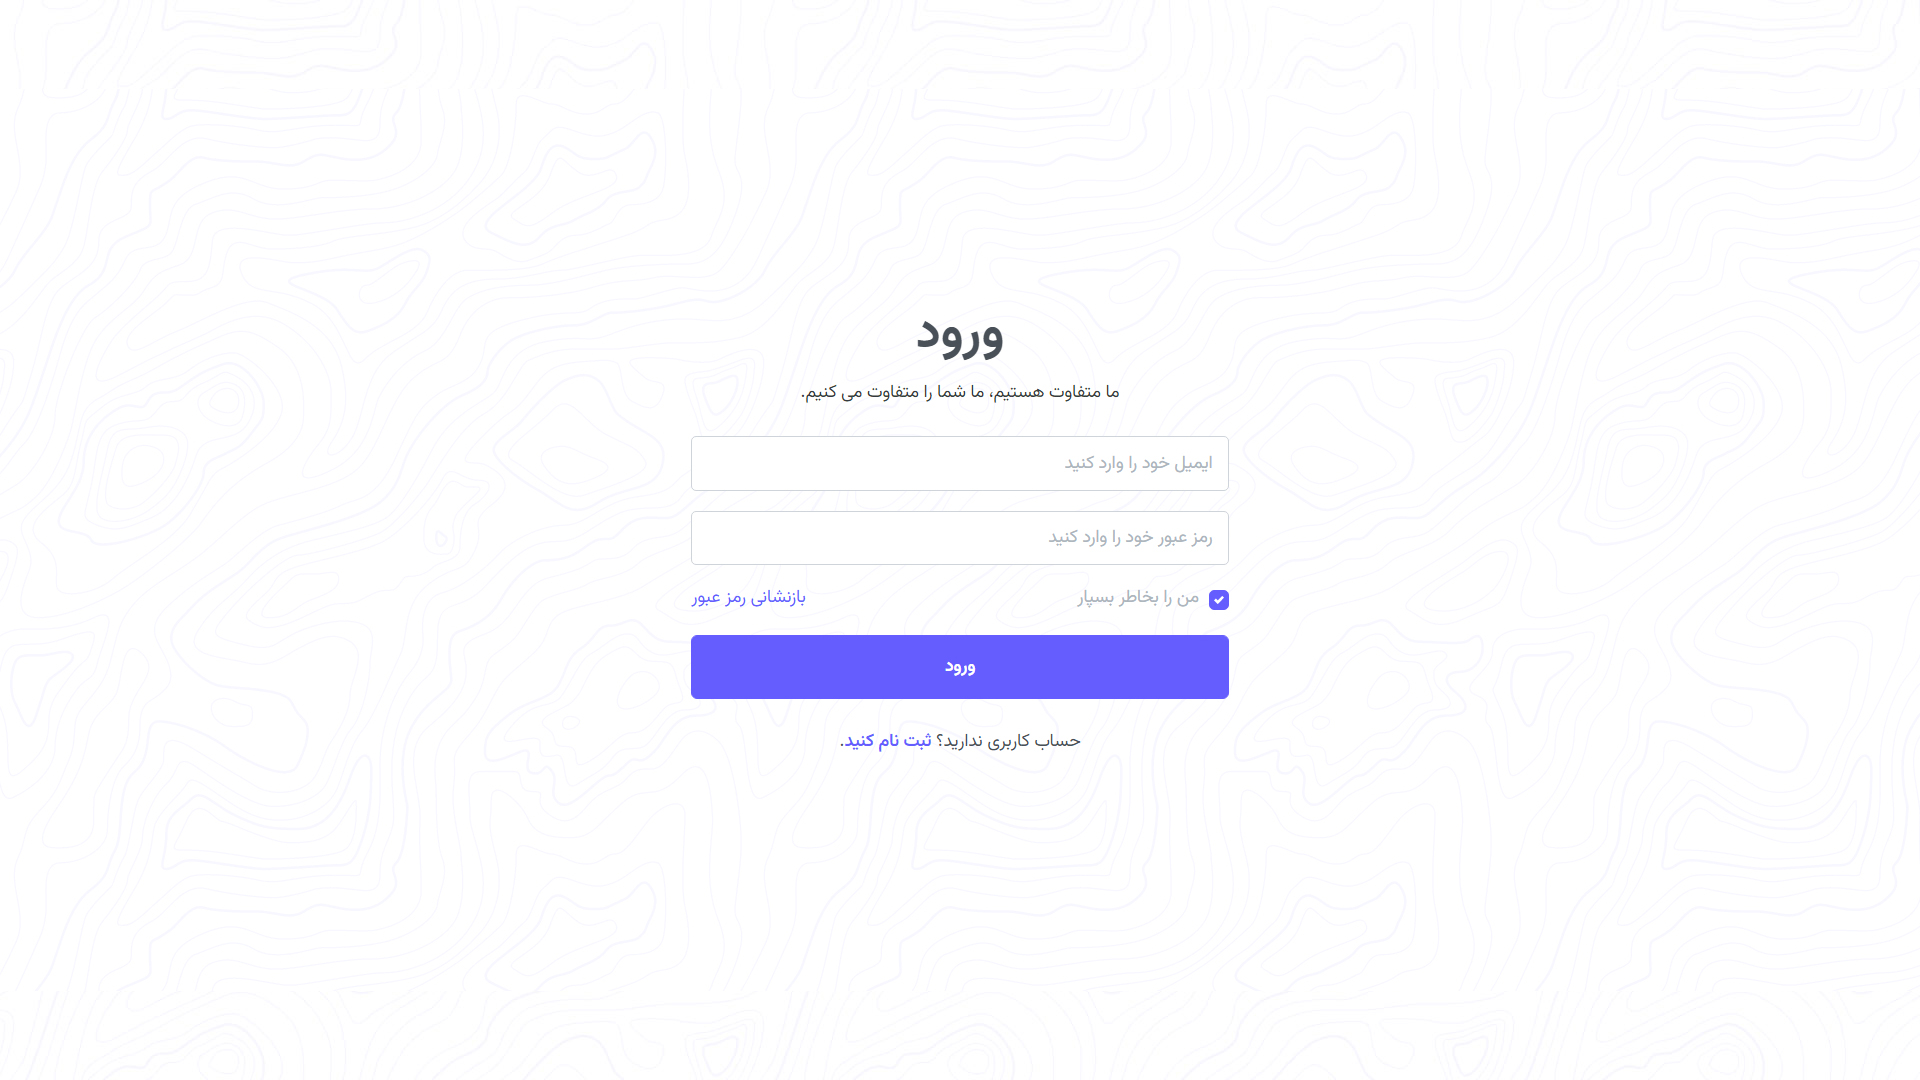 ورود
ما متفاوت هستیم، ما شما را متفاوت می کنیم.
ایمیل خود را وارد کنید
رمز عبور خود را وارد کنید
من را بخاطر بسپار
بازنشانی رمز عبور
ورود
حساب کاربری ندارید؟ ثبت نام کنید.